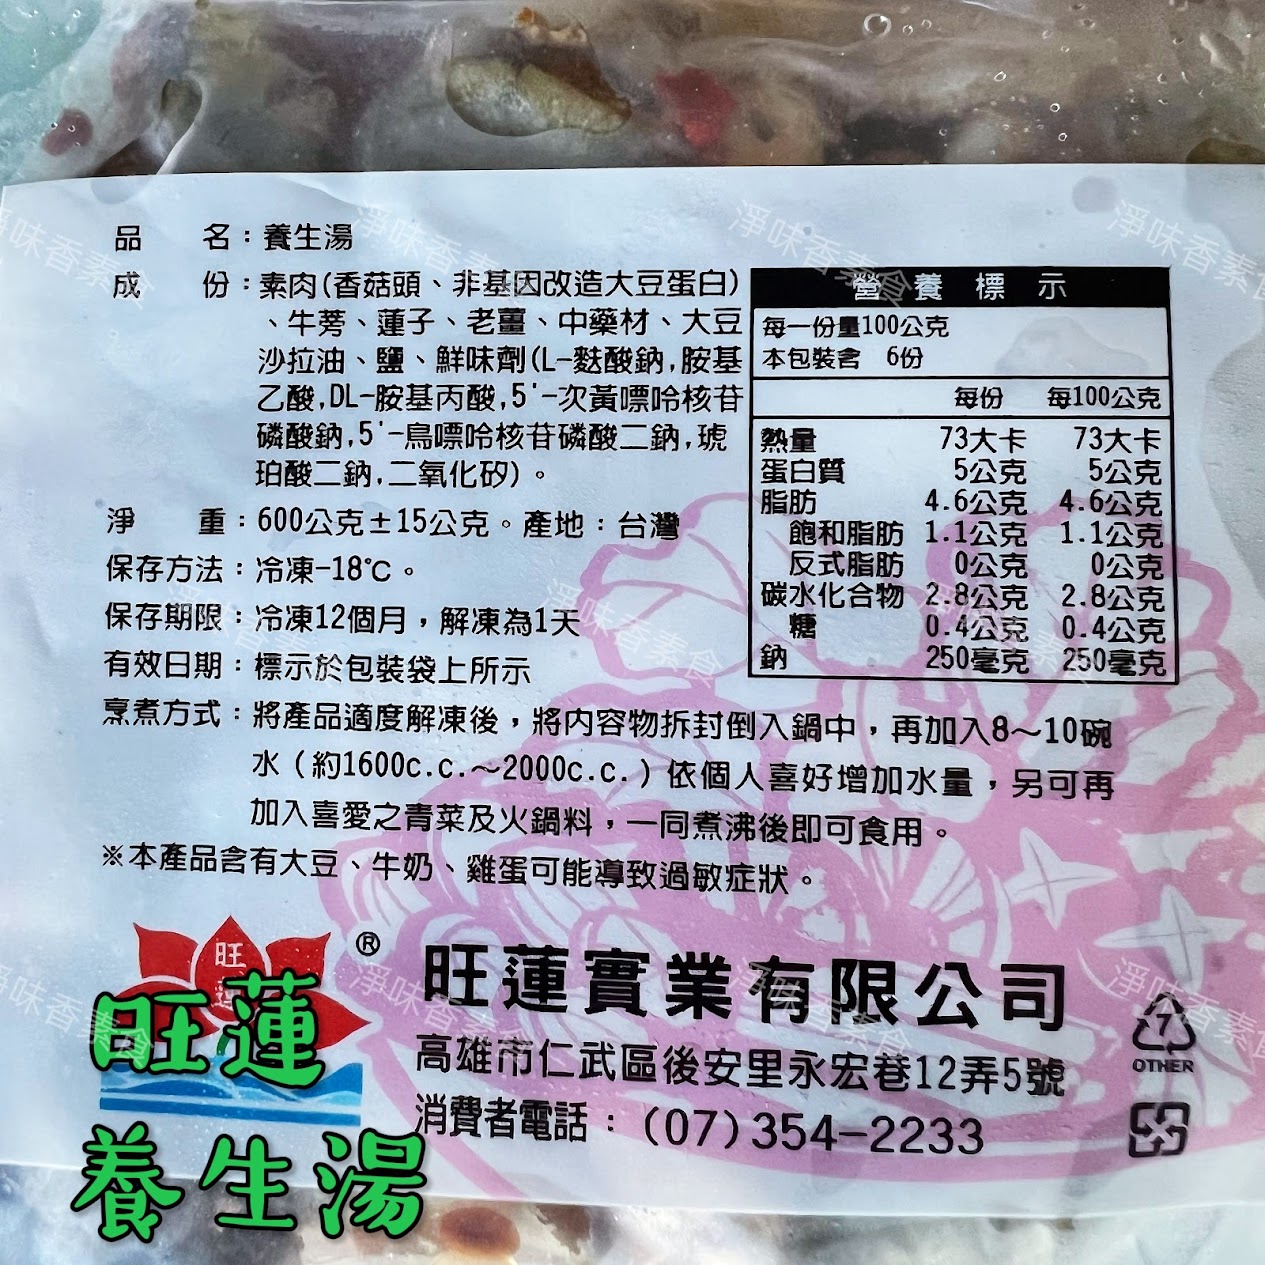 品名：養生湯
成份：素肉(香菇頭、非基因改造大豆蛋白)
、牛蒡、蓮子、老薑、中藥材、大豆
沙拉油、鹽、鮮味劑(L-麩酸鈉,胺基
乙酸,DL-胺基丙酸,5'-次黃嘌呤核苷
磷酸鈉,5'-鳥嘌呤核苷磷酸二鈉,琥
珀酸二鈉,二氧化矽)。
淨重：600公克±15公克。產地：台灣
保存方法：冷凍-18℃。
保存期限：冷凍12個月，解凍為1天
有效日期：標示於包裝袋上所示
烹煮方式：將產品適度解凍後，將內容物拆封倒入鍋中，再加入8～10碗
水（約1600c.c.～2000c.c.）依個人喜好增加水量，另可再
加入喜愛之青菜及火鍋料，一同煮沸後即可食用。
※本產品含有大豆、牛奶、雞蛋可能導致過敏症狀。
營養標示
每一份量100公克
本包裝含 6份
每份 每100公克
熱量 73大卡 73大卡
蛋白質 5公克 5公克
脂肪 4.6公克 4.6公克
飽和脂肪 1.1公克 1.1公克
反式脂肪 0公克 0公克
碳水化合物 2.8公克 2.8公克
糖 0.4公克 0.4公克
鈉 250毫克 250毫克
旺蓮
®
旺蓮實業有限公司
高雄市仁武區後安里永宏巷12弄5號
消費者電話：(07)354-2233
7
OTHER
旺蓮
養生湯
淨味香素食